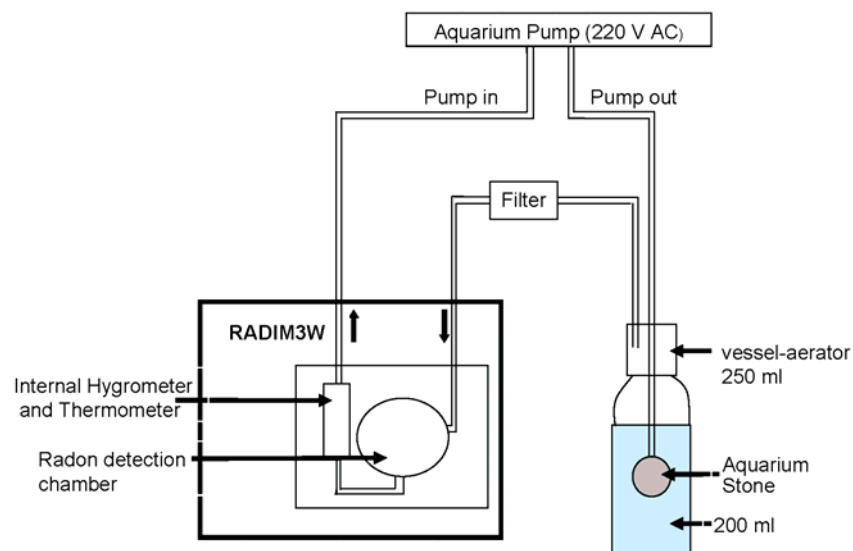 Aquarium Pump (220 V AC)
Pump in
Pump out
Filter
RADIM3W
vessel-aerator
250 ml
Internal Hygrometer
and Thermometer
Radon detection
chamber
Aquarium
Stone
200 ml